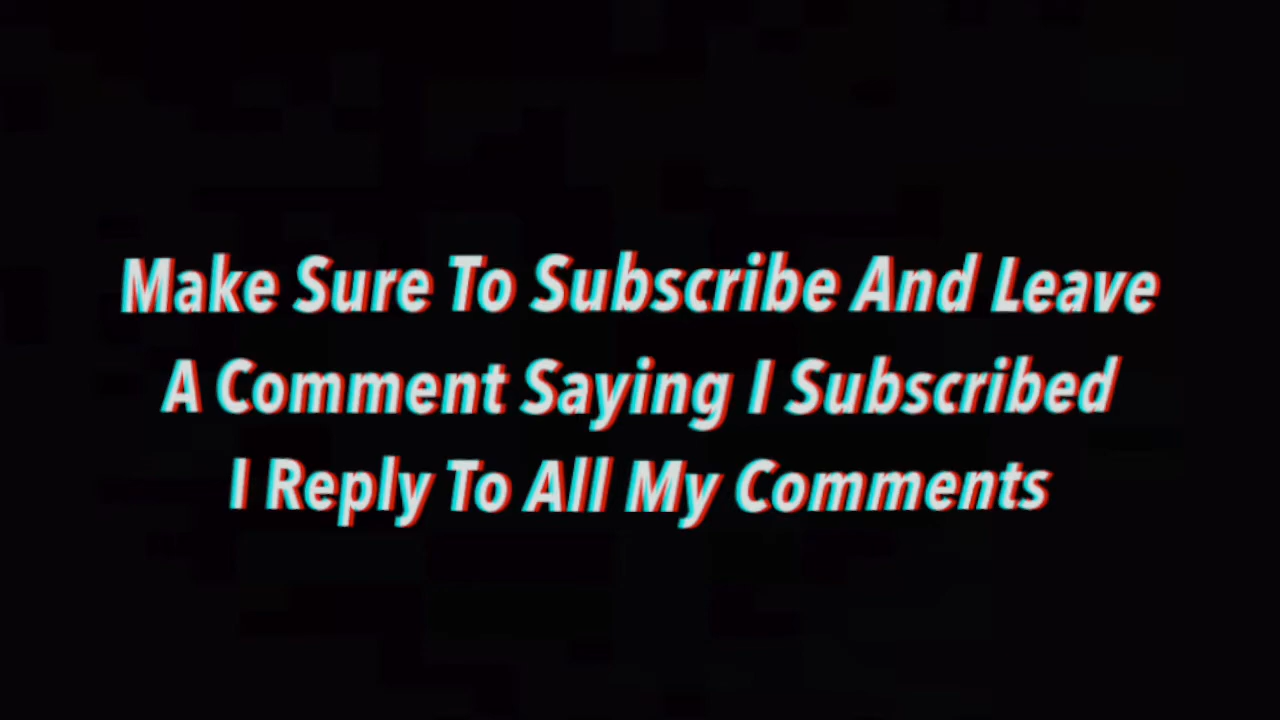 Make Sure To Subscribe And Leave
A Comment Saying I Subscribed
I Reply To All My Comments